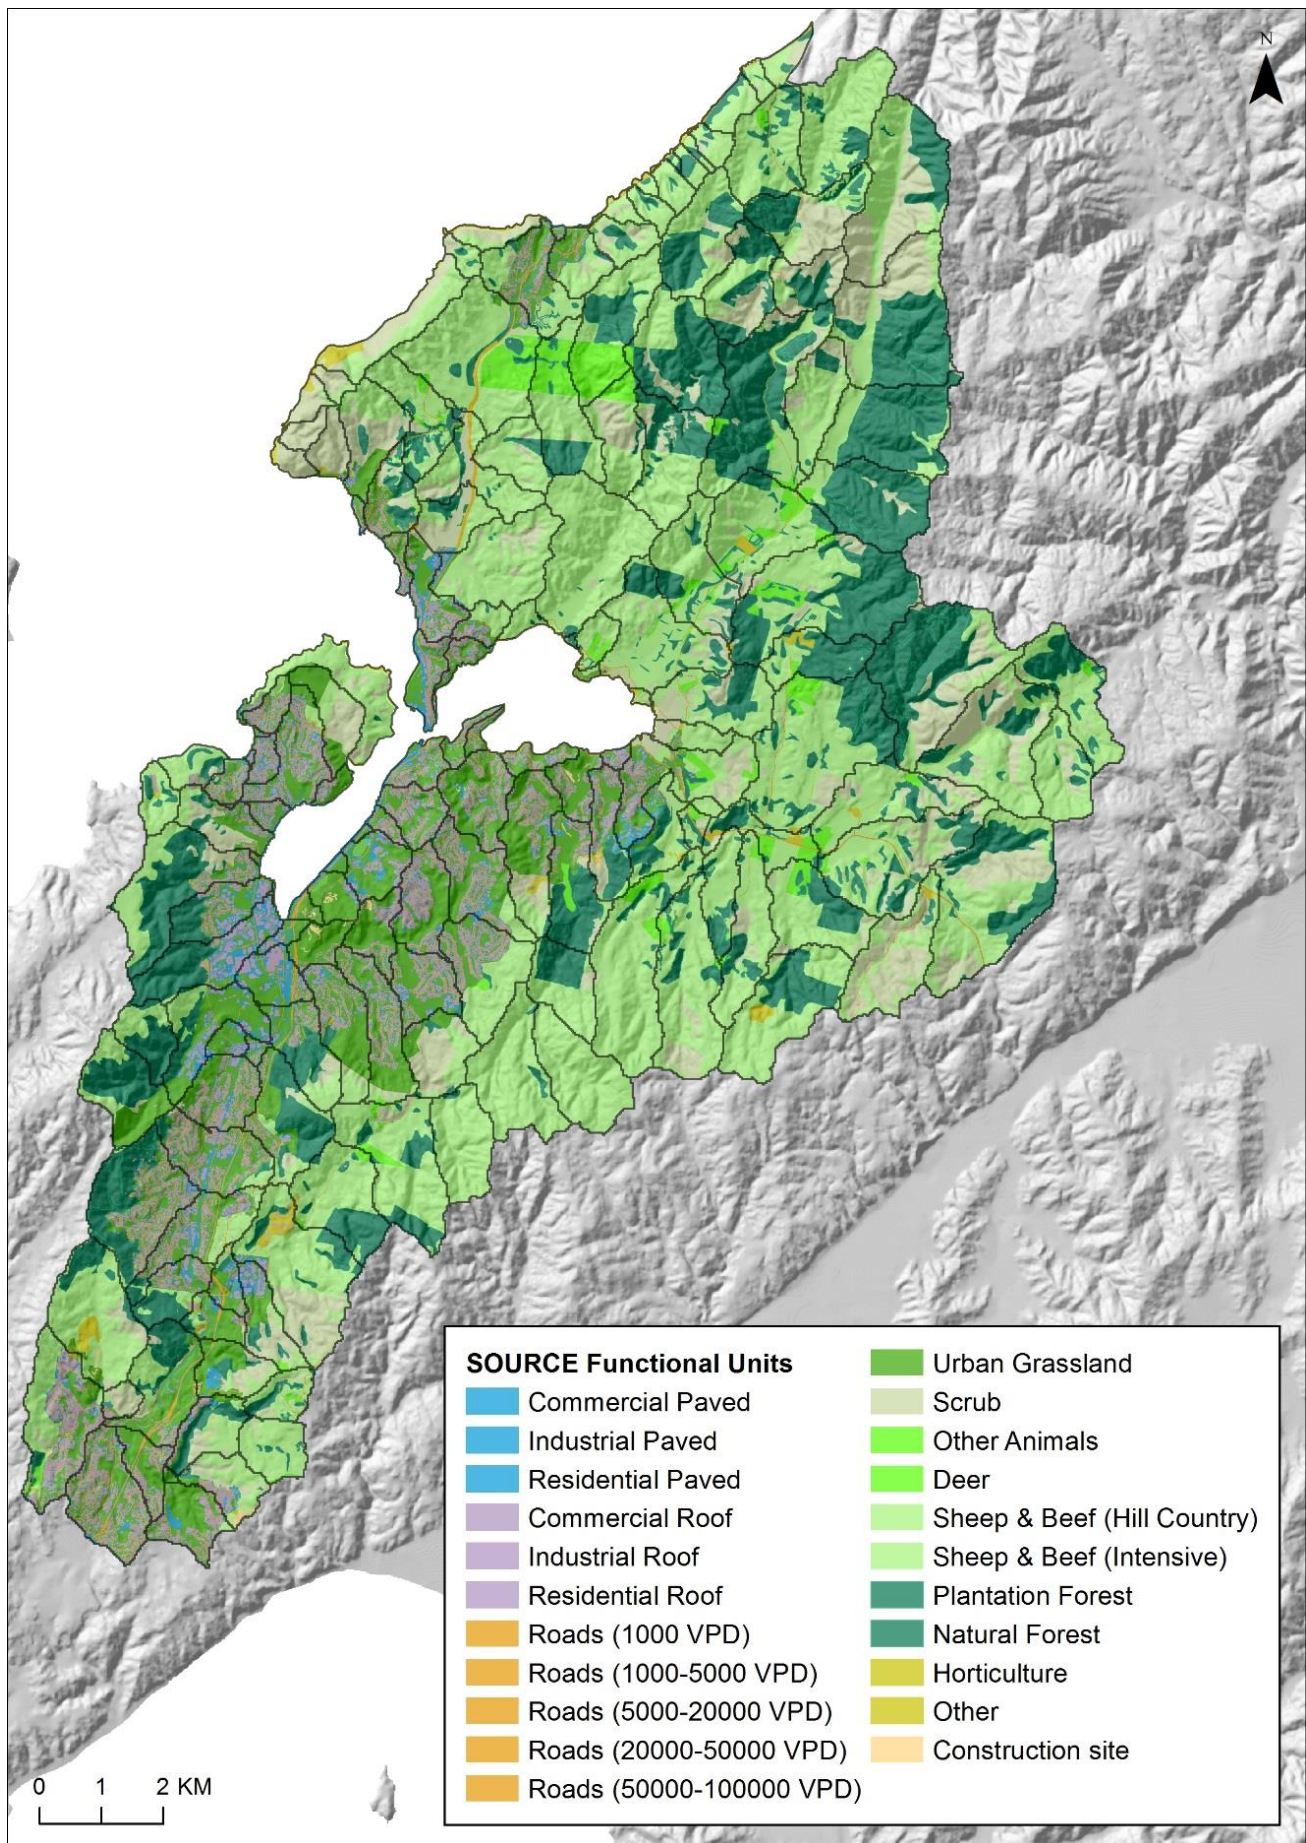 N
SOURCE Functional Units
Commercial Paved
Industrial Paved
Residential Paved
Commercial Roof
Industrial Roof
Residential Roof
Roads (1000 VPD)
Roads (1000-5000 VPD)
Roads (5000-20000 VPD)
Roads (20000-50000 VPD)
Roads (50000-100000 VPD)
Urban Grassland
Scrub
Other Animals
Deer
Sheep & Beef (Hill Country)
Sheep & Beef (Intensive)
Plantation Forest
Natural Forest
Horticulture
Other
Construction site
0 1 2 KM